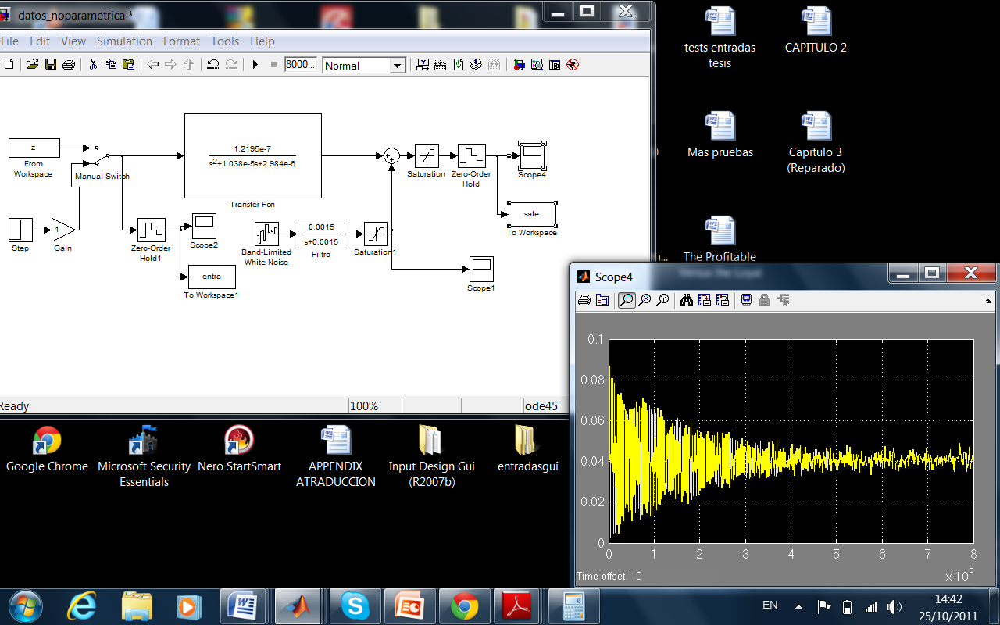 datos_noparametrica *
File Edit View Simulation Format Tools Help
8000...
Normal
z
From
Workspace
Manual Switch
Step
1
Gain
1.2195e-7
s2+1.038e-5s+2.984e-6
Transfer Fcn
Zero-Order
Hold1
Scope2
entra
To Workspace1
Band-Limited
White Noise
0.0015
s+0.0015
Filtro
Saturation1
Scope1
Saturation
Zero-Order
Hold
Scope4
sale
To Workspace
Ready
100%
ode45
tests entradas
tesis
CAPITULO 2
Mas pruebas
Capitulo 3
(Reparado)
The Profitable
Versus the Loyal
Scope4
0.1
0.08
0.06
0.04
0.02
0
0 1 2 3 4 5 6 7 8
x 10^5
Time offset: 0
Google Chrome
Microsoft Security
Essentials
Nero StartSmart
APPENDIX
ATRADUCCION
Input Design Gui
(R2007b)
entradasgui
EN
14:42
25/10/2011